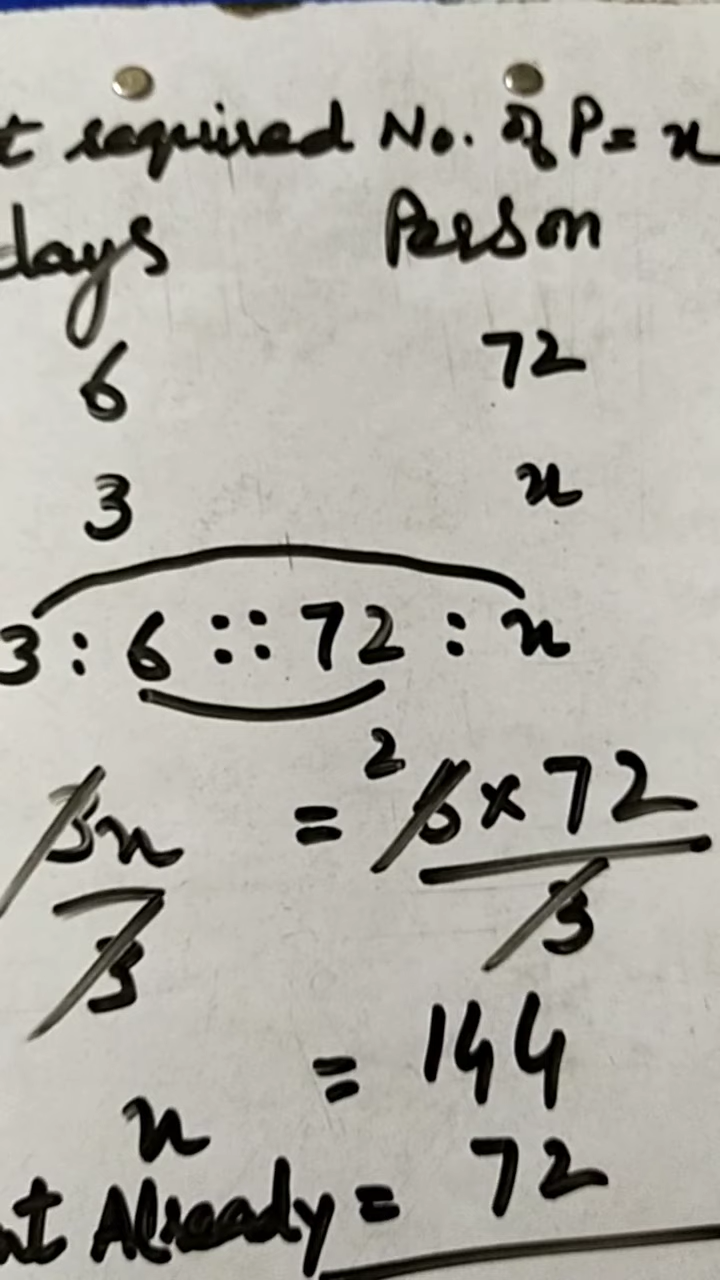 t required No. of P = x
days Person
6 72
3 x
3 : 6 :: 72 : x
3x/3 = 2 6 x 72/3
x = 144
nt Already = 72